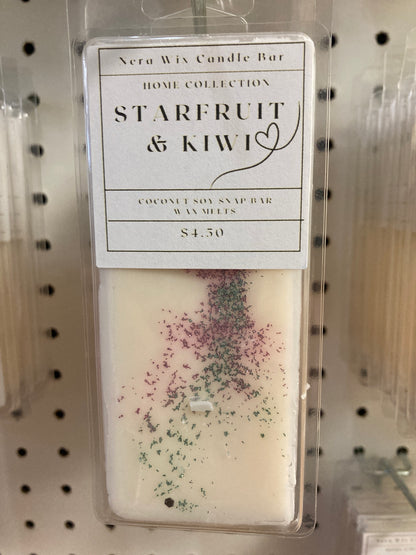 Nera Wix Candle Bar
HOME COLLECTION
STARFRUIT
& KIWI
COCONUT SOY SNAP BAR
WAX MELTS
$4.50